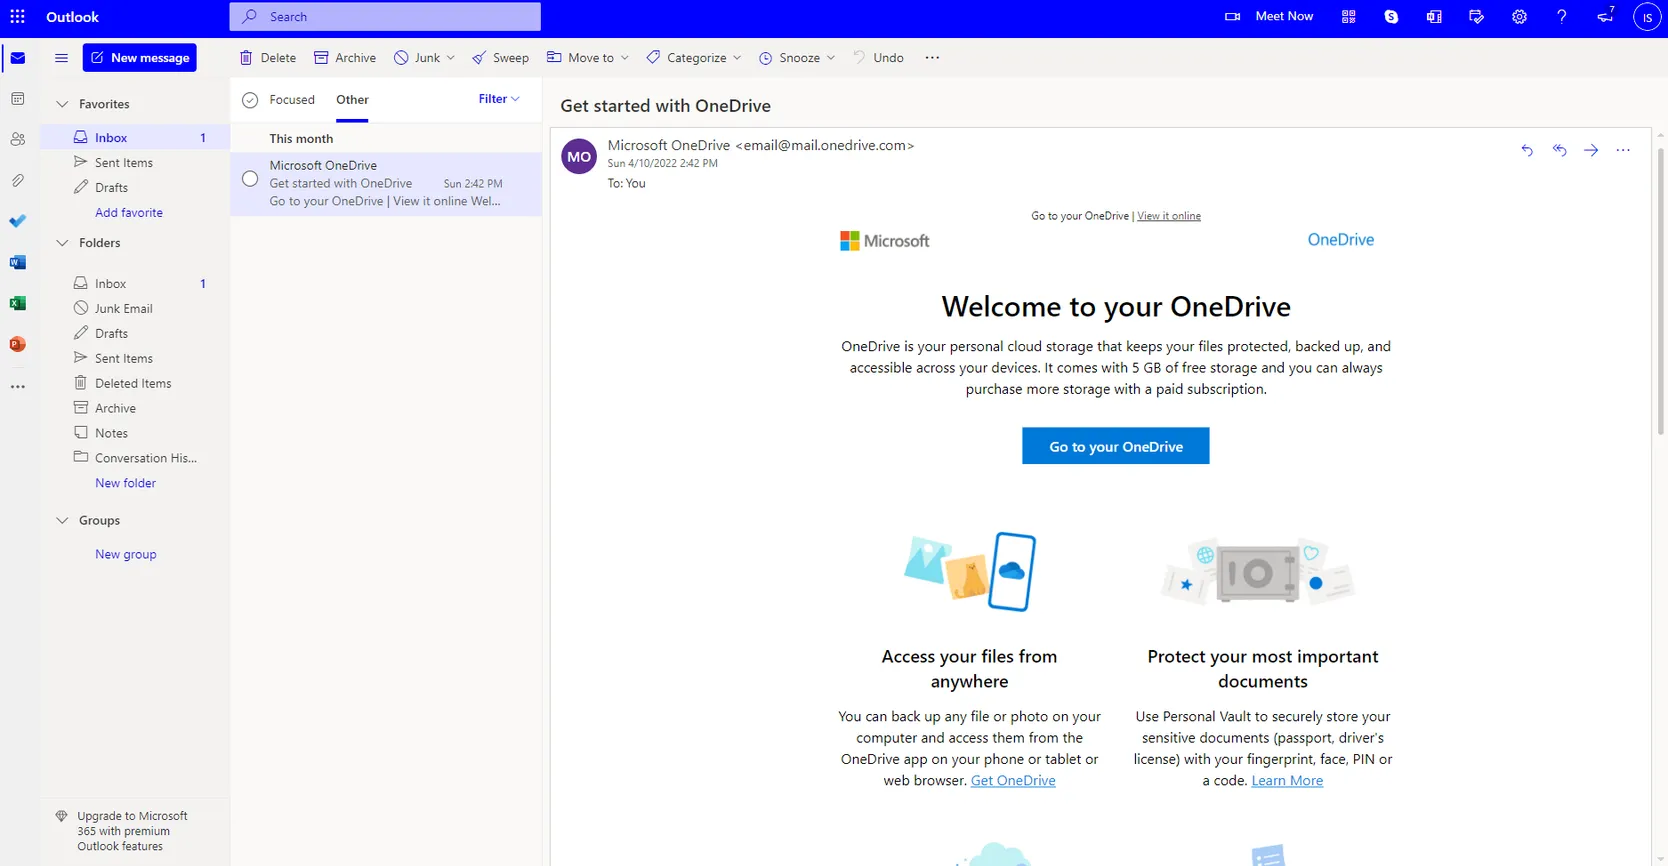 Outlook
Search
Meet Now
7
IS
New message
Delete
Archive
Junk
Sweep
Move to
Categorize
Snooze
Undo
Favorites
Inbox 1
Sent Items
Drafts
Add favorite
Folders
Inbox 1
Junk Email
Drafts
Sent Items
Deleted Items
Archive
Notes
Conversation His...
New folder
Groups
New group
Upgrade to Microsoft
365 with premium
Outlook features
Focused
Other
Filter
This month
Microsoft OneDrive
Get started with OneDrive Sun 2:42 PM
Go to your OneDrive | View it online Wel...
Get started with OneDrive
MO
Microsoft OneDrive <email@mail.onedrive.com>
Sun 4/10/2022 2:42 PM
To: You
Go to your OneDrive | View it online
Microsoft
OneDrive
Welcome to your OneDrive
OneDrive is your personal cloud storage that keeps your files protected, backed up, and
accessible across your devices. It comes with 5 GB of free storage and you can always
purchase more storage with a paid subscription.
Go to your OneDrive
Access your files from
anywhere
You can back up any file or photo on your
computer and access them from the
OneDrive app on your phone or tablet or
web browser. Get OneDrive
Protect your most important
documents
Use Personal Vault to securely store your
sensitive documents (passport, driver's
license) with your fingerprint, face, PIN or
a code. Learn More